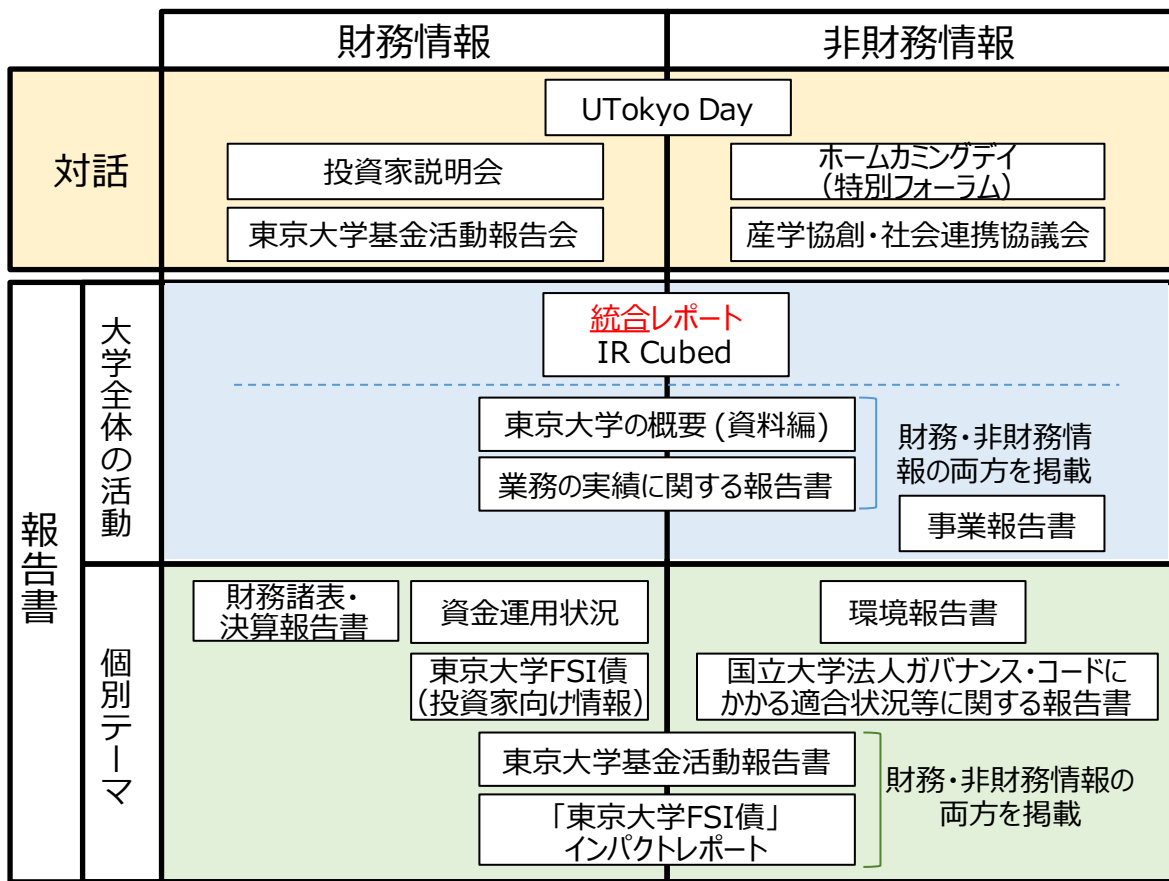 財務情報
非財務情報
対話
UTokyo Day
投資家説明会
ホームカミングデイ
(特別フォーラム)
東京大学基金活動報告会
産学協創・社会連携協議会
報告書
大学全体の活動
統合レポート
IR Cubed
東京大学の概要 (資料編)
業務の実績に関する報告書
財務・非財務情
報の両方を掲載
事業報告書
個別テーマ
財務諸表・
決算報告書
資金運用状況
環境報告書
東京大学FSI債
(投資家向け情報)
国立大学法人ガバナンス・コードに
かかる適合状況等に関する報告書
東京大学基金活動報告書
「東京大学FSI債」
インパクトレポート
財務・非財務情報の
両方を掲載